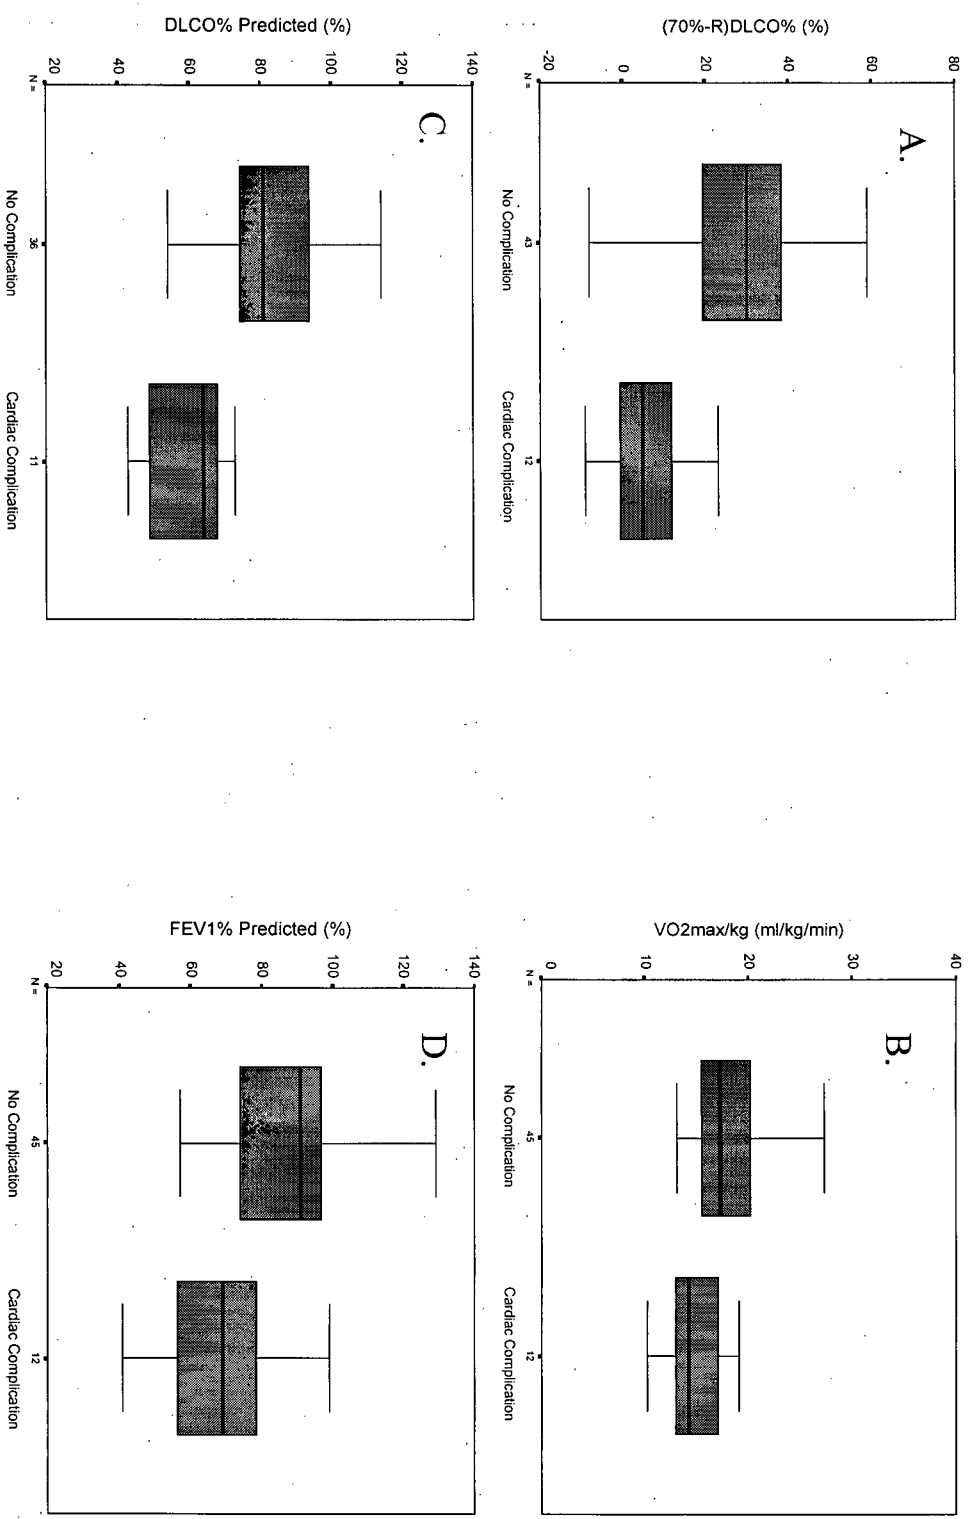 A.
(70%-R)DLCO% (%)
80
60
40
20
0
-20
N =
43
12
No Complication
Cardiac Complication
B.
VO2max/kg (ml/kg/min)
40
30
20
10
0
N =
45
12
No Complication
Cardiac Complication
C.
DLCO% Predicted (%)
140
120
100
80
60
40
20
N =
36
11
No Complication
Cardiac Complication
D.
FEV1% Predicted (%)
140
120
100
80
60
40
20
N =
45
12
No Complication
Cardiac Complication